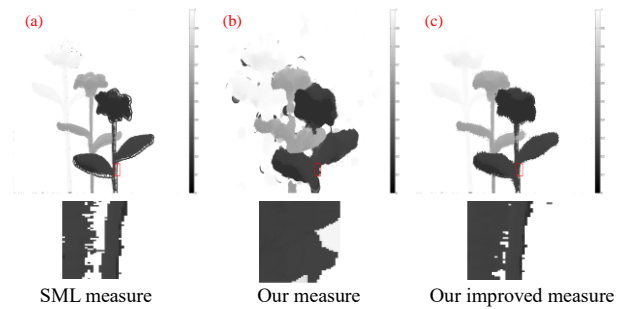 (a)
(b)
(c)
SML measure
Our measure
Our improved measure